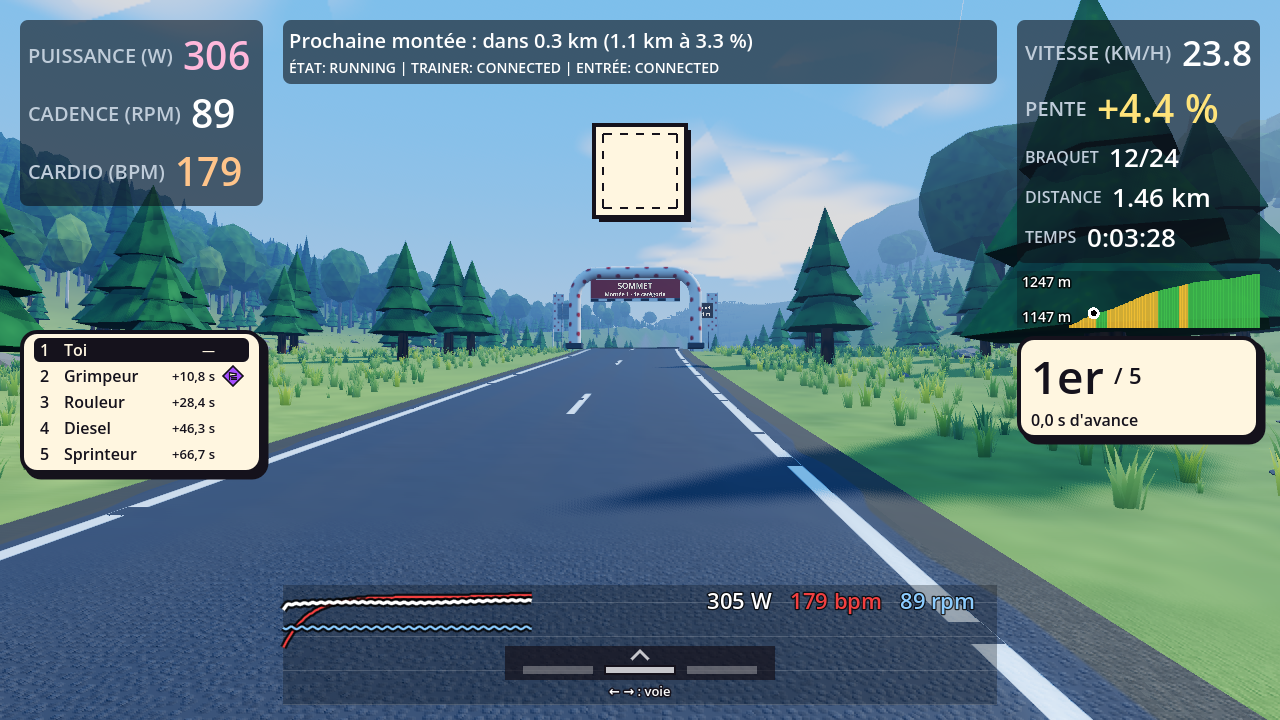 PUISSANCE (W) 306
CADENCE (RPM) 89
CARDIO (BPM) 179
Prochaine montée : dans 0.3 km (1.1 km à 3.3 %)
ÉTAT: RUNNING | TRAINER: CONNECTED | ENTRÉE: CONNECTED
VITESSE (KM/H) 23.8
PENTE +4.4 %
BRAQUET 12/24
DISTANCE 1.46 km
TEMPS 0:03:28
1247 m
1147 m
SOMMET
1 Toi —
2 Grimpeur +10,8 s
3 Rouleur +28,4 s
4 Diesel +46,3 s
5 Sprinteur +66,7 s
1er / 5
0,0 s d'avance
305 W 179 bpm 89 rpm
← → : voie